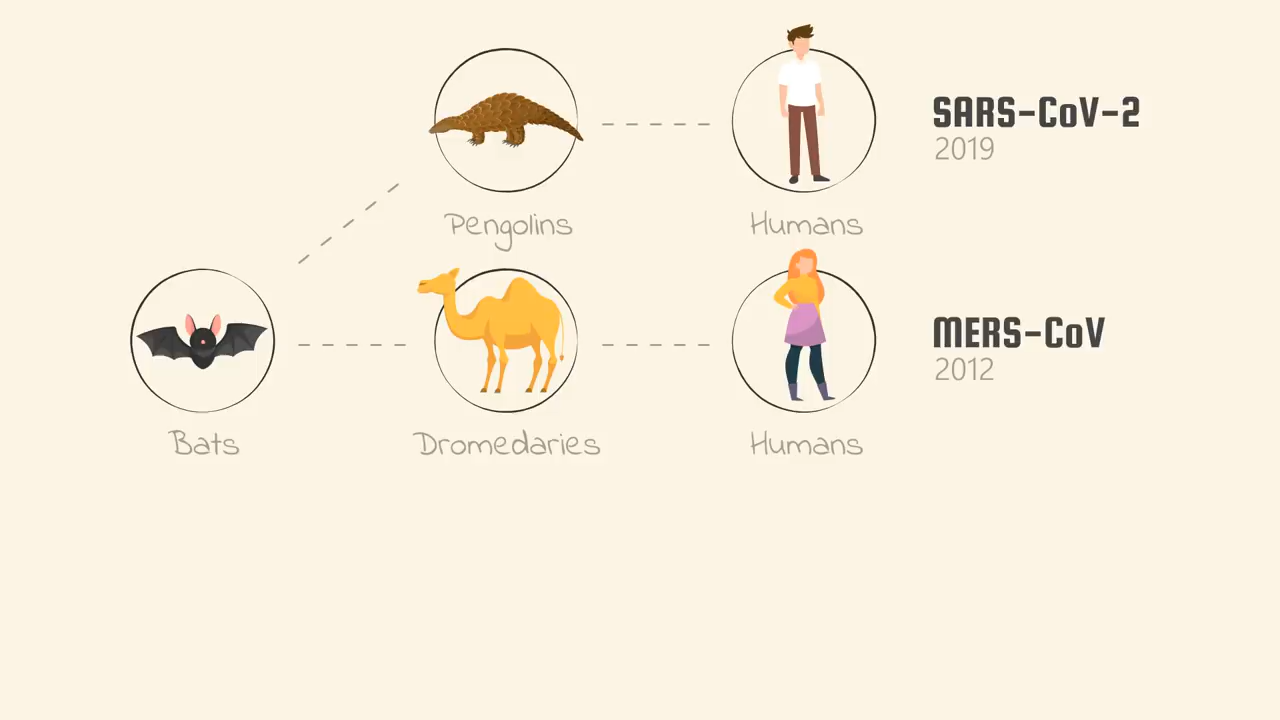 SARS-CoV-2
2019
Pengolins
Humans
MERS-CoV
2012
Bats
Dromedaries
Humans